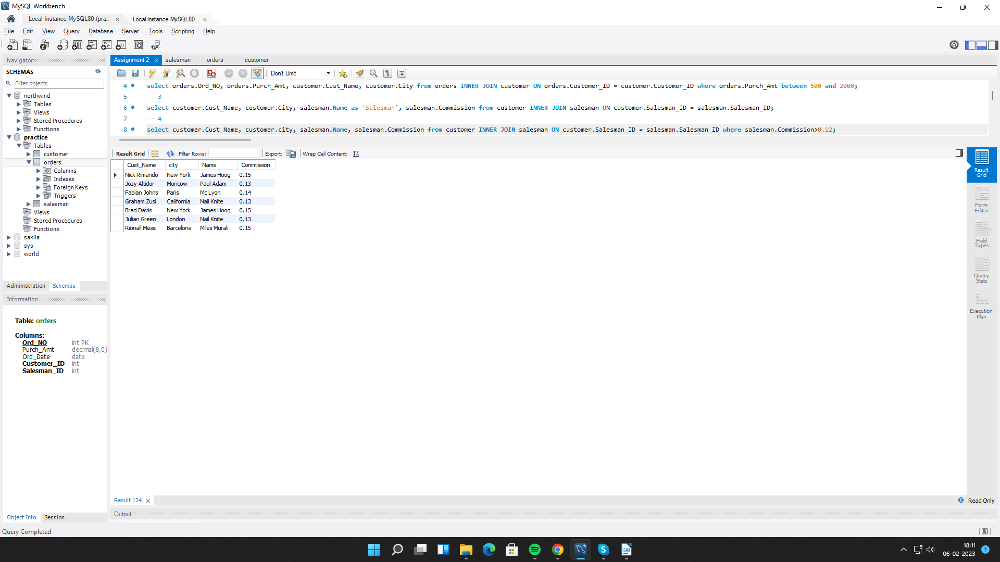 MySQL Workbench
Local instance MySQL80 (pra... Local instance MySQL80
File Edit View Query Database Server Tools Scripting Help
Navigator
SCHEMAS
Filter objects
northwind
Tables
Views
Stored Procedures
Functions
practice
Tables
customer
orders
Columns
Indexes
Foreign Keys
Triggers
salesman
Views
Stored Procedures
Functions
sakila
sys
world
Administration Schemas
Information
Table: orders
Columns:
Ord_NO int PK
Purch_Amt decimal(8,0)
Ord_Date date
Customer_ID int
Salesman_ID int
Object Info Session
Assignment 2 salesman orders customer
Don't Limit
4 select orders.Ord_NO, orders.Purch_Amt, customer.Cust_Name, customer.City from orders INNER JOIN customer ON orders.Customer_ID = customer.Customer_ID where orders.Purch_Amt between 500 and 2000;
5 -- 3
6 select customer.Cust_Name, customer.City, salesman.Name as 'Salesman', salesman.Commission from customer INNER JOIN salesman ON customer.Salesman_ID = salesman.Salesman_ID;
7 -- 4
8 select customer.Cust_Name, customer.city, salesman.Name, salesman.Commission from customer INNER JOIN salesman ON customer.Salesman_ID = salesman.Salesman_ID where salesman.Commission>0.12;
Result Grid Filter Rows: Export: Wrap Cell Content:
Cust_Name city Name Commission
Nick Rimando New York James Hoog 0.15
Jozy Altidor Moncow Paul Adam 0.13
Fabian Johns Paris Mc Lyon 0.14
Graham Zusi California Nail Knite 0.13
Brad Davis New York James Hoog 0.15
Julian Green London Nail Knite 0.13
Rionall Messi Barcelona Miles Murali 0.15
Result
Grid
Form
Editor
Field
Types
Query
Stats
Execution
Plan
Result 124 Read Only
Output
Query Completed
18:11
06-02-2023
1